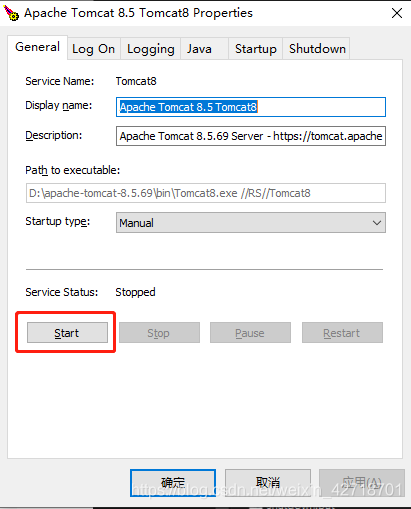 Apache Tomcat 8.5 Tomcat8 Properties
General Log On Logging Java Startup Shutdown
Service Name: Tomcat8
Display name: Apache Tomcat 8.5 Tomcat8
Description: Apache Tomcat 8.5.69 Server - https://tomcat.apache
Path to executable:
D:\apache-tomcat-8.5.69\bin\Tomcat8.exe //RS//Tomcat8
Startup type: Manual
Service Status: Stopped
Start Stop Pause Restart
确定 取消 应用(A)
https://blog.csdn.net/weixin_42718701